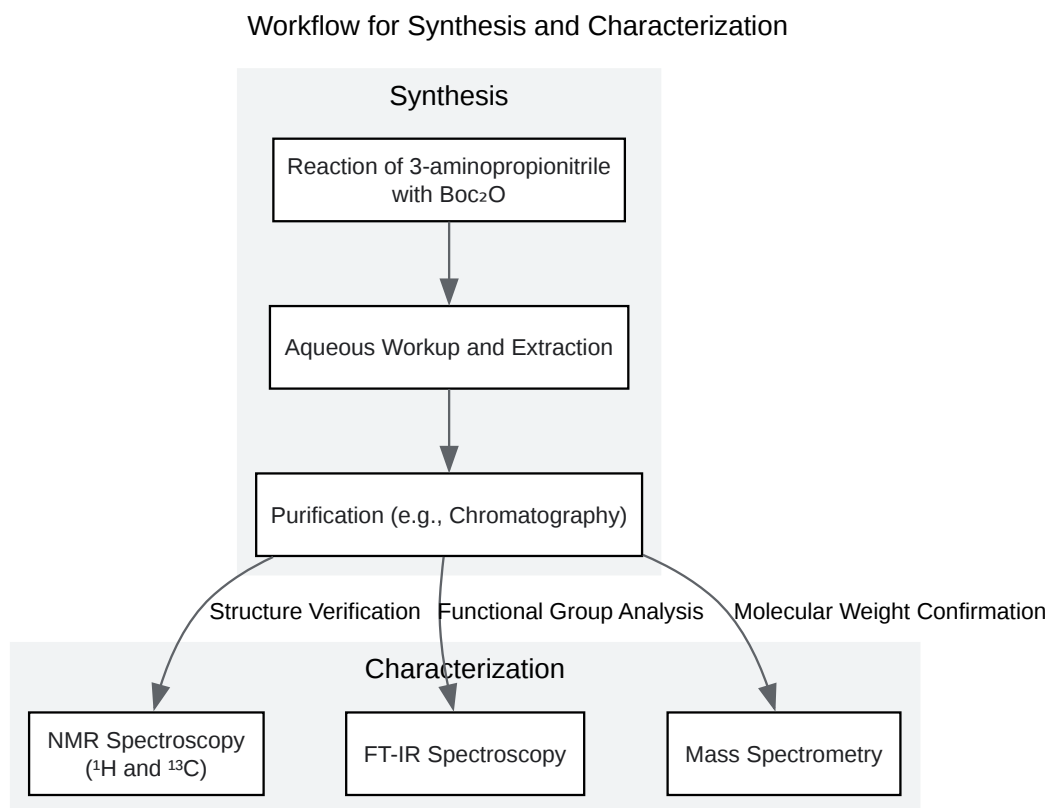 Workflow for Synthesis and Characterization
Synthesis
Reaction of 3-aminopropionitrile
with Boc₂O
Aqueous Workup and Extraction
Purification (e.g., Chromatography)
Structure Verification
Functional Group Analysis
Molecular Weight Confirmation
Characterization
NMR Spectroscopy
(¹H and ¹³C)
FT-IR Spectroscopy
Mass Spectrometry